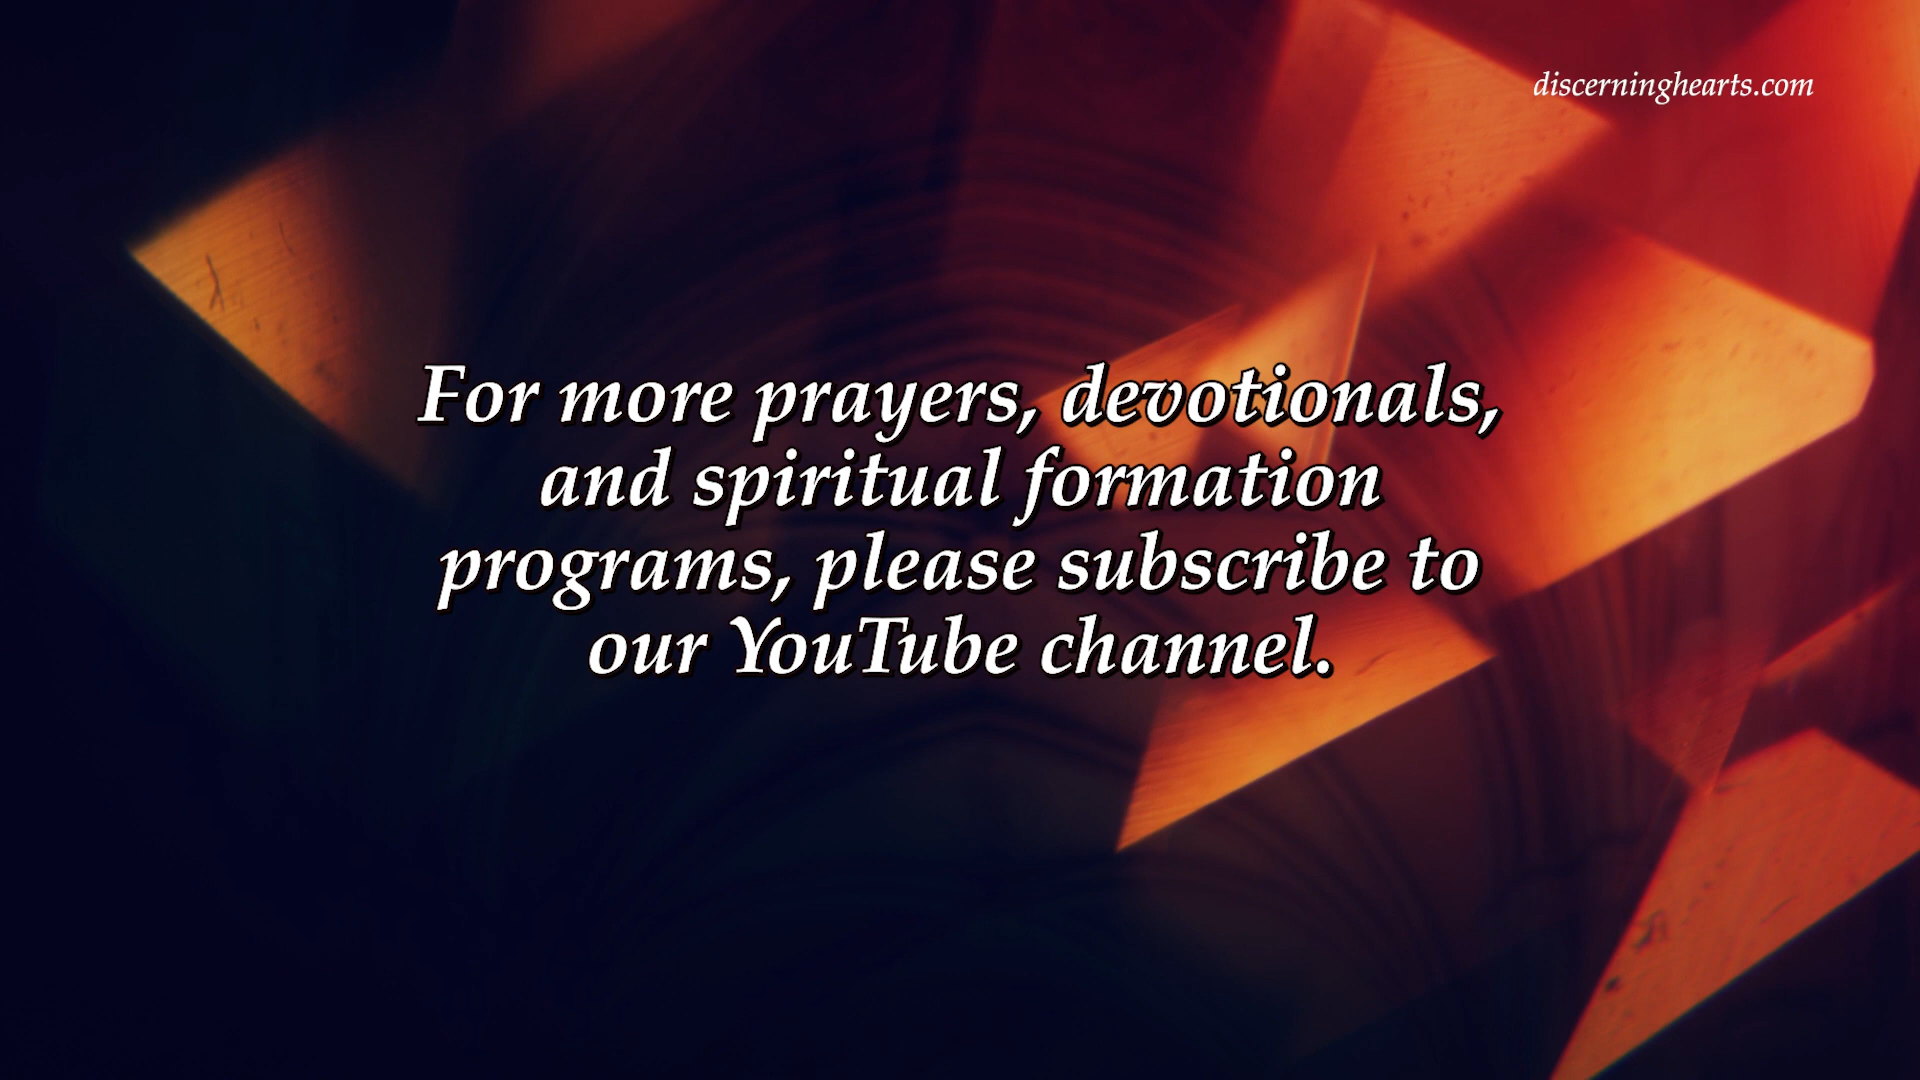 discerninghearts.com
For more prayers, devotionals,
and spiritual formation
programs, please subscribe to
our YouTube channel.